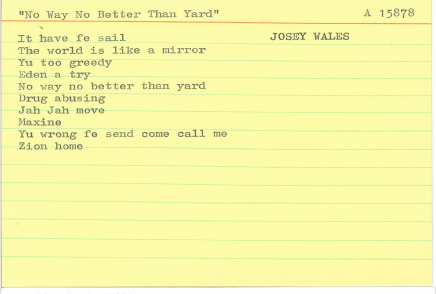 "No Way No Better Than Yard" A 15878
It have fe sail JOSEY WALES
The world is like a mirror
Yu too greedy
Eden a try
No way no better than yard
Drug abusing
Jah Jah move
Maxine
Yu wrong fe send come call me
Zion home